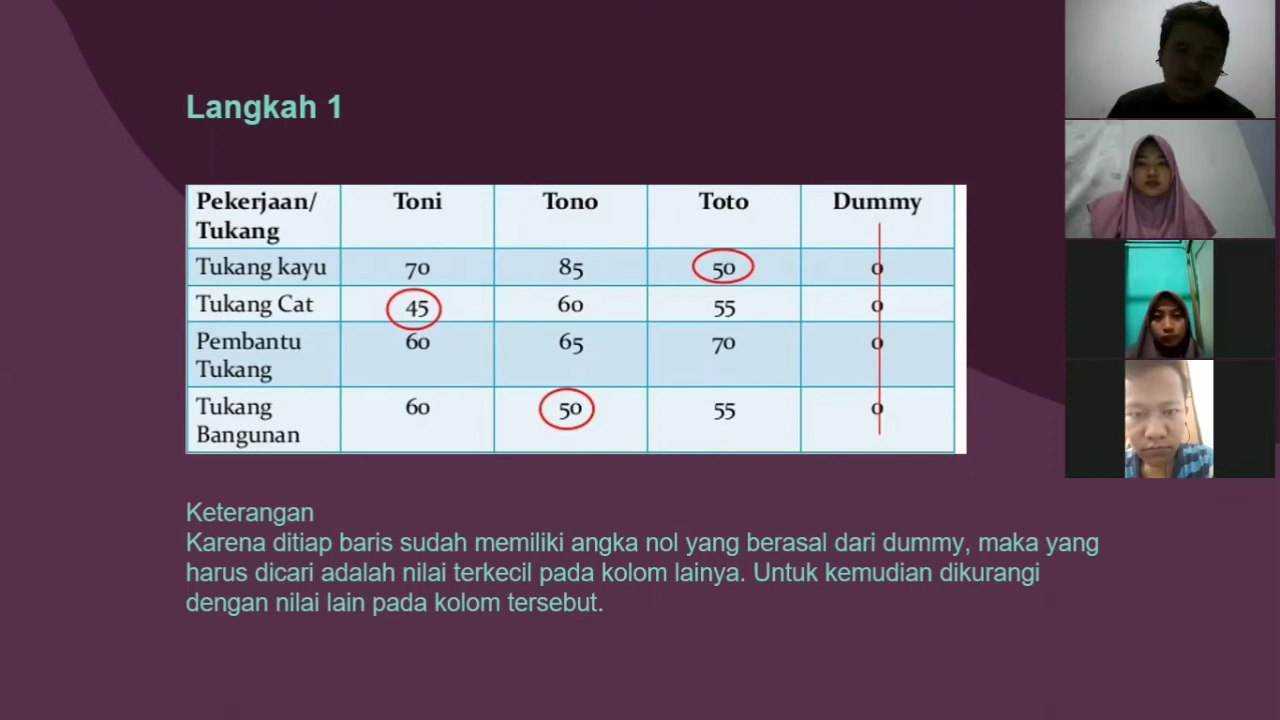 Langkah 1
Pekerjaan/ Toni Tono Toto Dummy
Tukang
Tukang kayu 70 85 50 0
Tukang Cat 45 60 55 0
Pembantu 60 65 70 0
Tukang
Tukang 60 50 55 0
Bangunan
Keterangan
Karena ditiap baris sudah memiliki angka nol yang berasal dari dummy, maka yang
harus dicari adalah nilai terkecil pada kolom lainya. Untuk kemudian dikurangi
dengan nilai lain pada kolom tersebut.